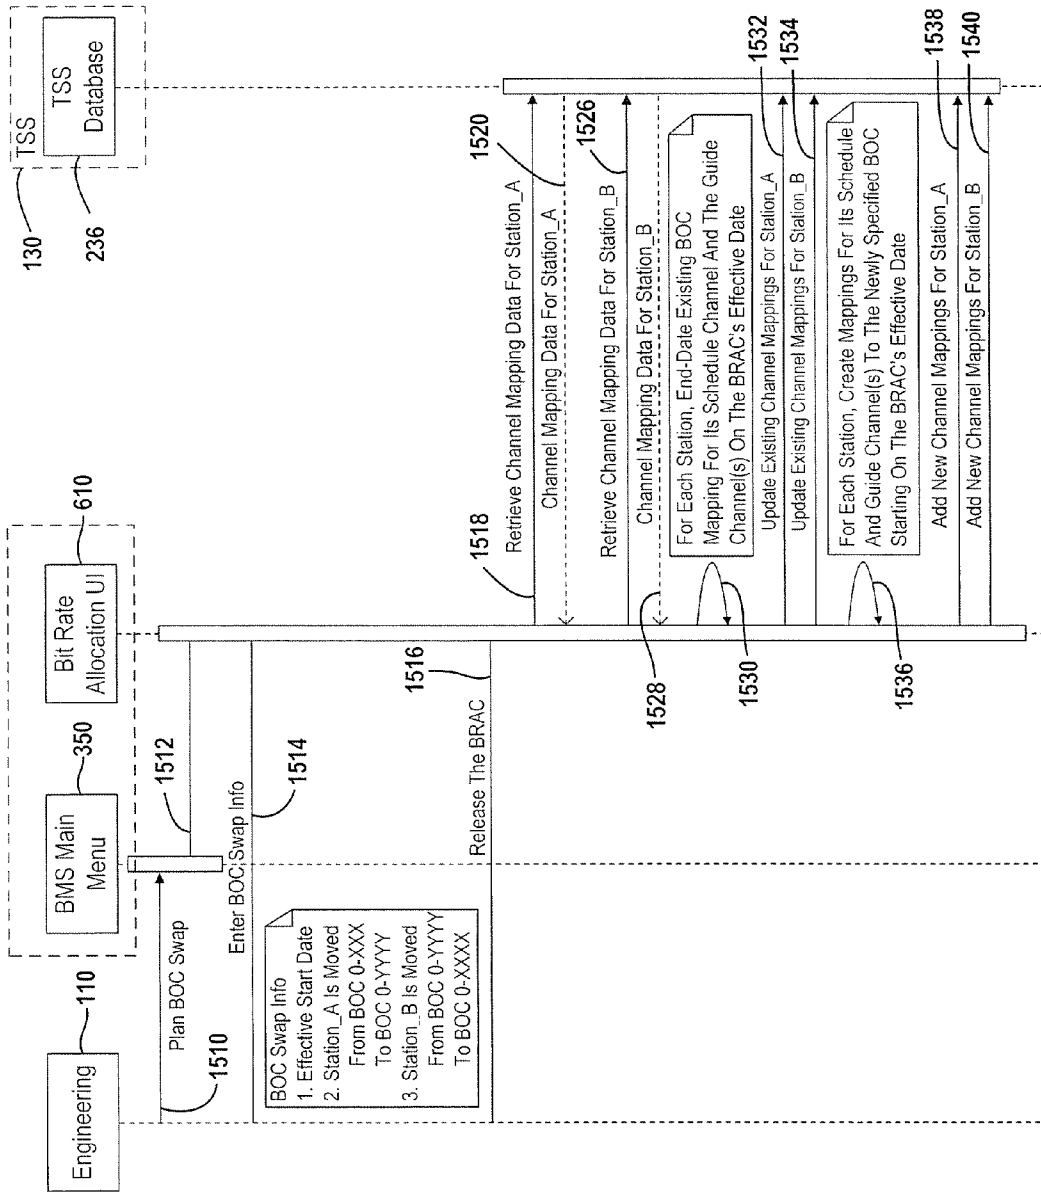 Engineering
110
BMS Main
Menu
350
Bit Rate
Allocation UI
610
130
TSS
TSS
Database
236
Plan BOC Swap
1510
1512
Enter BOC Swap Info
1514
BOC Swap Info
1. Effective Start Date
2. Station_A Is Moved
From BOC 0-XXX
To BOC 0-YYYY
3. Station_B Is Moved
From BOC 0-YYYY
To BOC 0-XXXX
Release The BRAC
1516
Retrieve Channel Mapping Data For Station_A
1518
Channel Mapping Data For Station_A
1520
Retrieve Channel Mapping Data For Station_B
1526
Channel Mapping Data For Station_B
1528
For Each Station, End-Date Existing BOC
Mapping For Its Schedule Channel And The Guide
Channel(s) On The BRAC's Effective Date
1530
Update Existing Channel Mappings For Station_A
1532
Update Existing Channel Mappings For Station_B
1534
For Each Station, Create Mappings For Its Schedule
And Guide Channel(s) To The Newly Specified BOC
Starting On The BRAC's Effective Date
1536
Add New Channel Mappings For Station_A
1538
Add New Channel Mappings For Station_B
1540